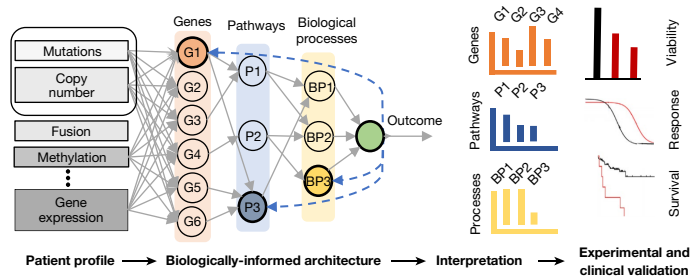 Genes
Pathways
Biological
processes
Mutations
Copy
number
Fusion
Methylation
Gene
expression
G1
G2
G3
G4
G5
G6
P1
P2
P3
BP1
BP2
BP3
Outcome
Genes
G1 G2 G3 G4
Pathways
P1 P2 P3
Processes
BP1 BP2 BP3
Viability
Response
Survival
Patient profile
Biologically-informed architecture
Interpretation
Experimental and
clinical validation